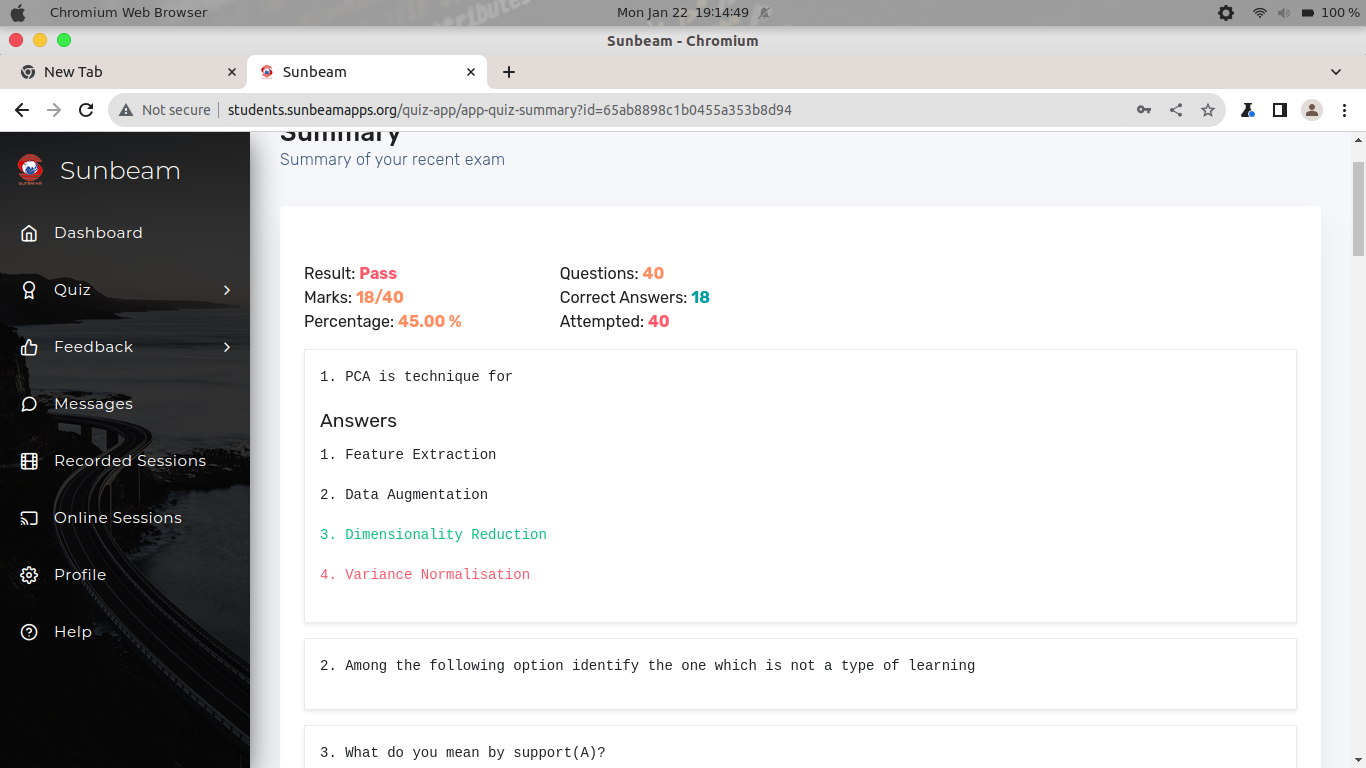 Chromium Web Browser
Mon Jan 22 19:14:49
100 %
Sunbeam - Chromium
New Tab
Sunbeam
Not secure
students.sunbeamapps.org/quiz-app/app-quiz-summary?id=65ab8898c1b0455a353b8d94
Sunbeam
Dashboard
Quiz
Feedback
Messages
Recorded Sessions
Online Sessions
Profile
Help
Summary
Summary of your recent exam
Result: Pass
Marks: 18/40
Percentage: 45.00 %
Questions: 40
Correct Answers: 18
Attempted: 40
1. PCA is technique for
Answers
1. Feature Extraction
2. Data Augmentation
3. Dimensionality Reduction
4. Variance Normalisation
2. Among the following option identify the one which is not a type of learning
3. What do you mean by support(A)?